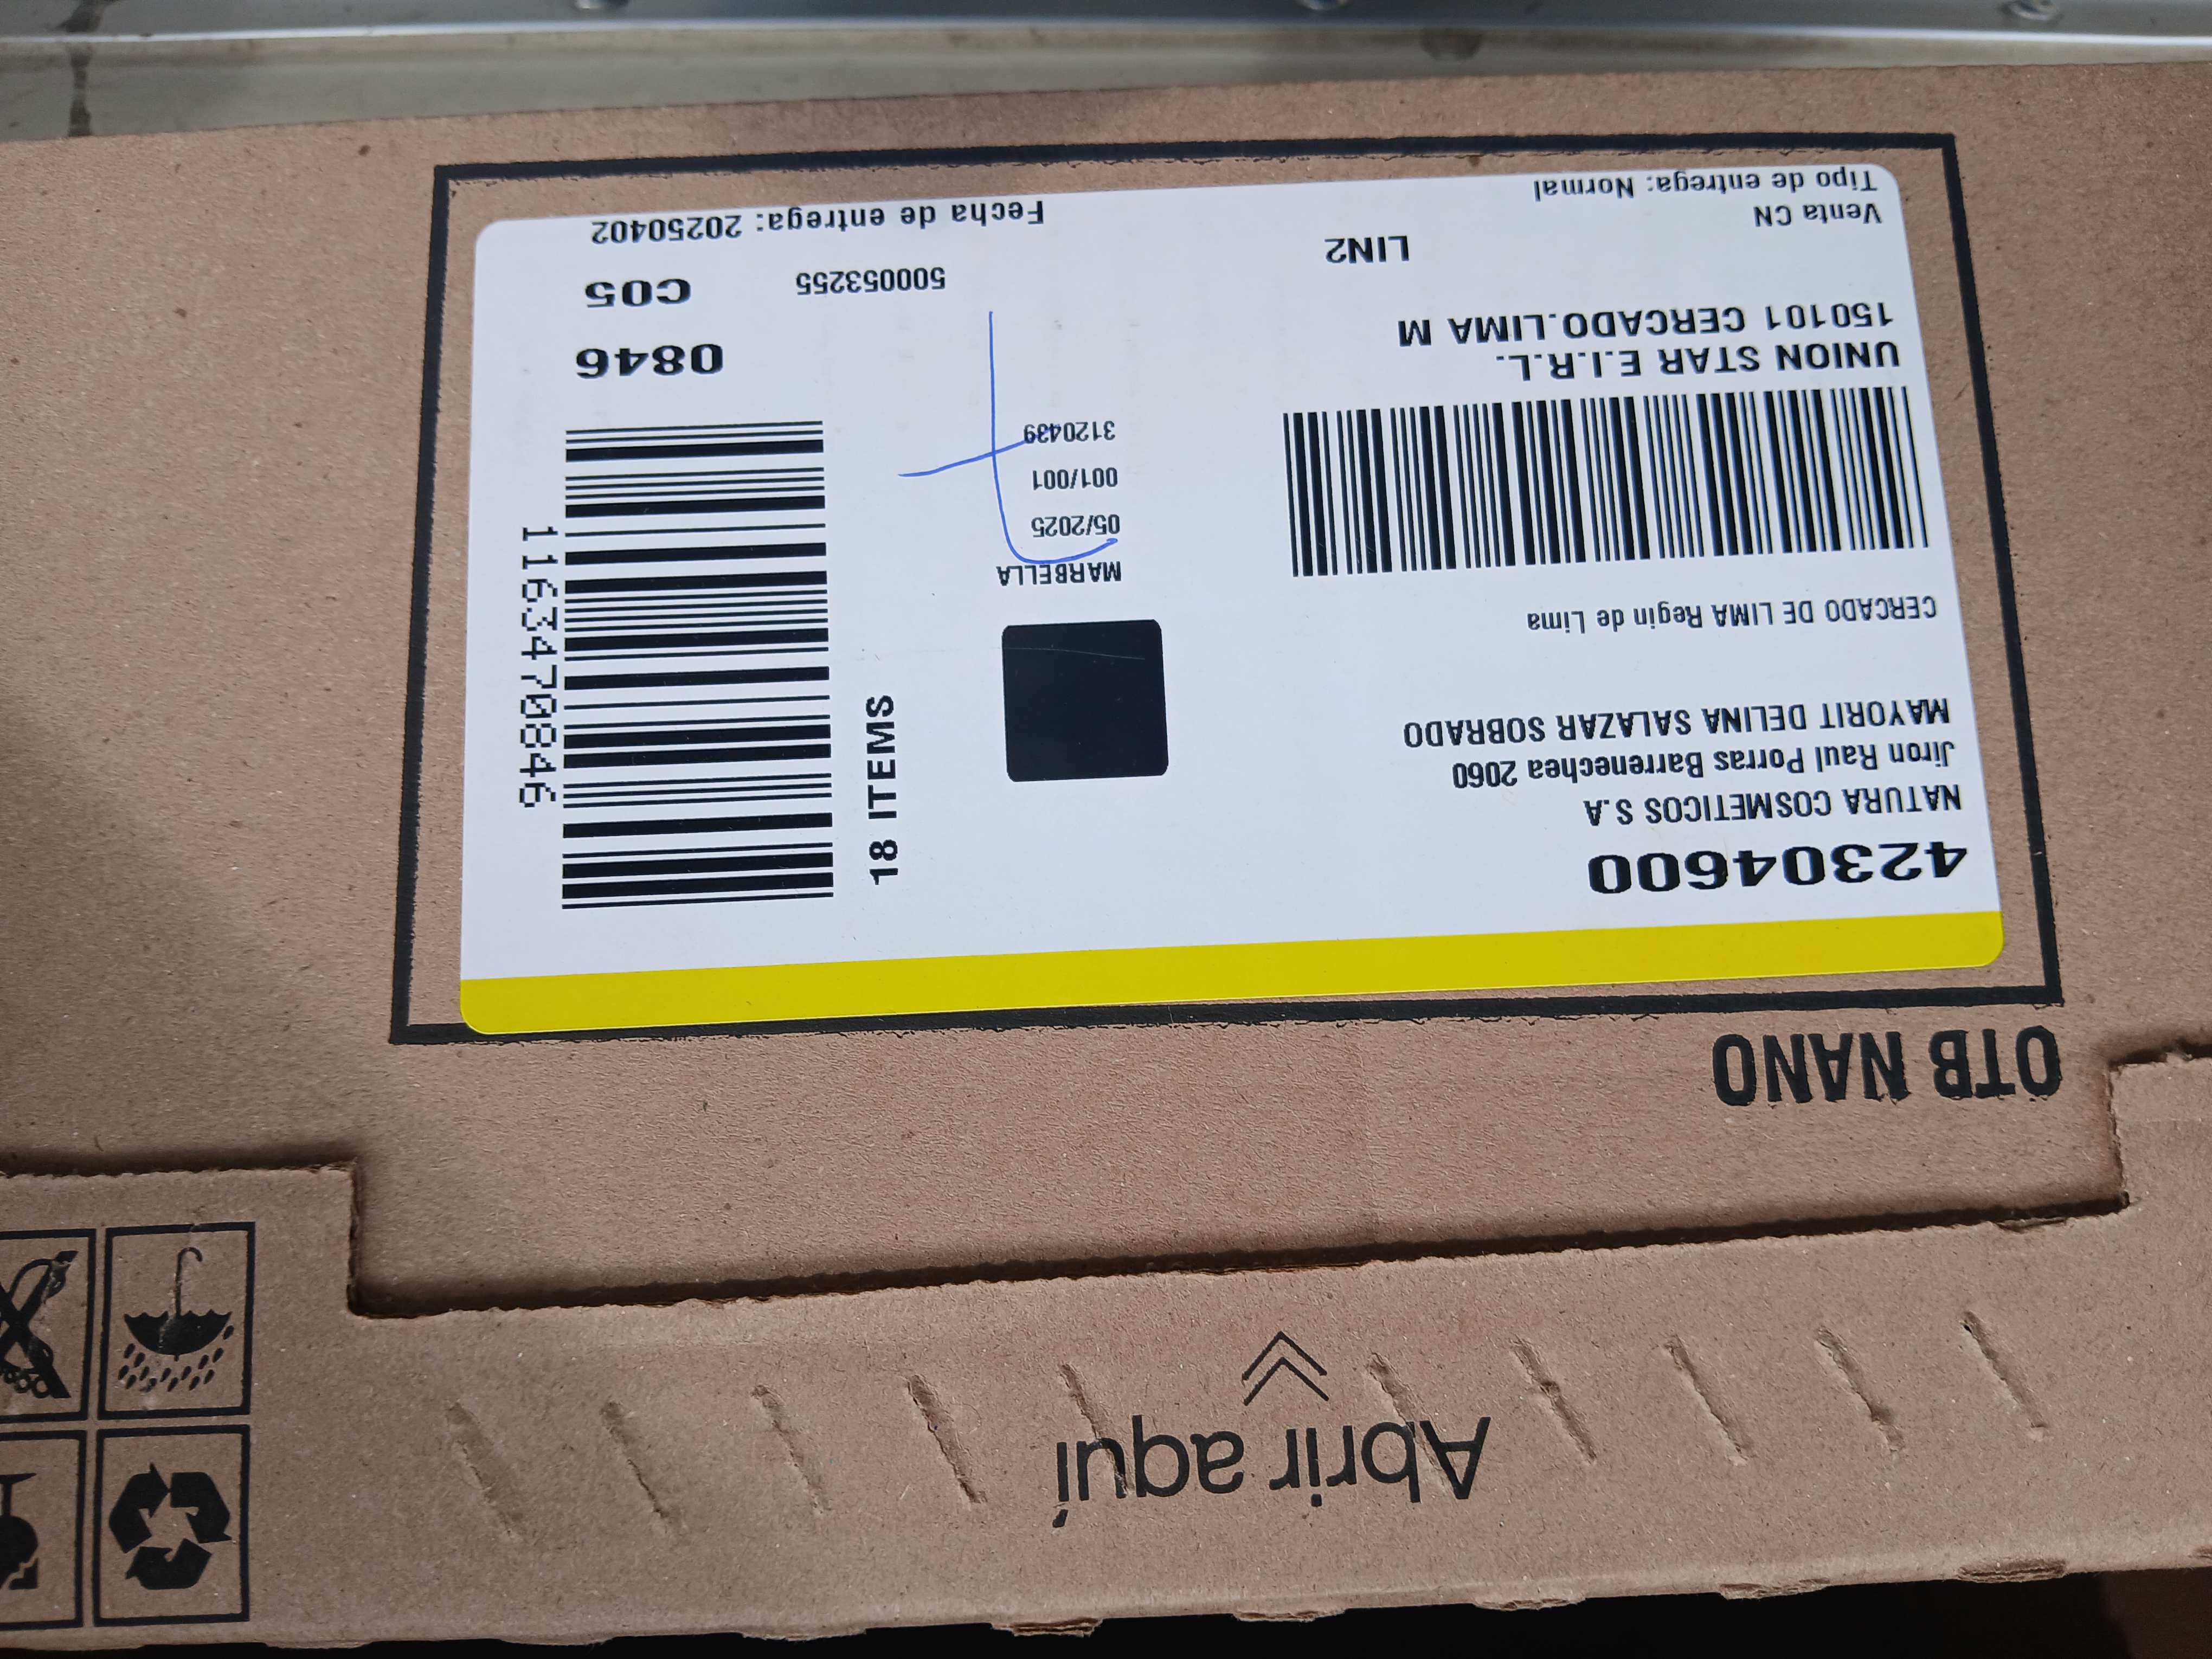 OTB NANO
42304600
NATURA COSMETICOS S.A
Jiron Raul Porras Barrenechea 2060
MAYORIT DELINA SALAZAR SOBRADO
CERCADO DE LIMA Regin de Lima
UNION STAR E.I.R.L.
150101 CERCADO.LIMA M
LIN2
Venta CN
Tipo de entrega: Normal
MARBELLA
05/2025
001/001
3120439
500053255
Fecha de entrega: 20250402
18 ITEMS
1163470846
0846
C05
Abrir aquí